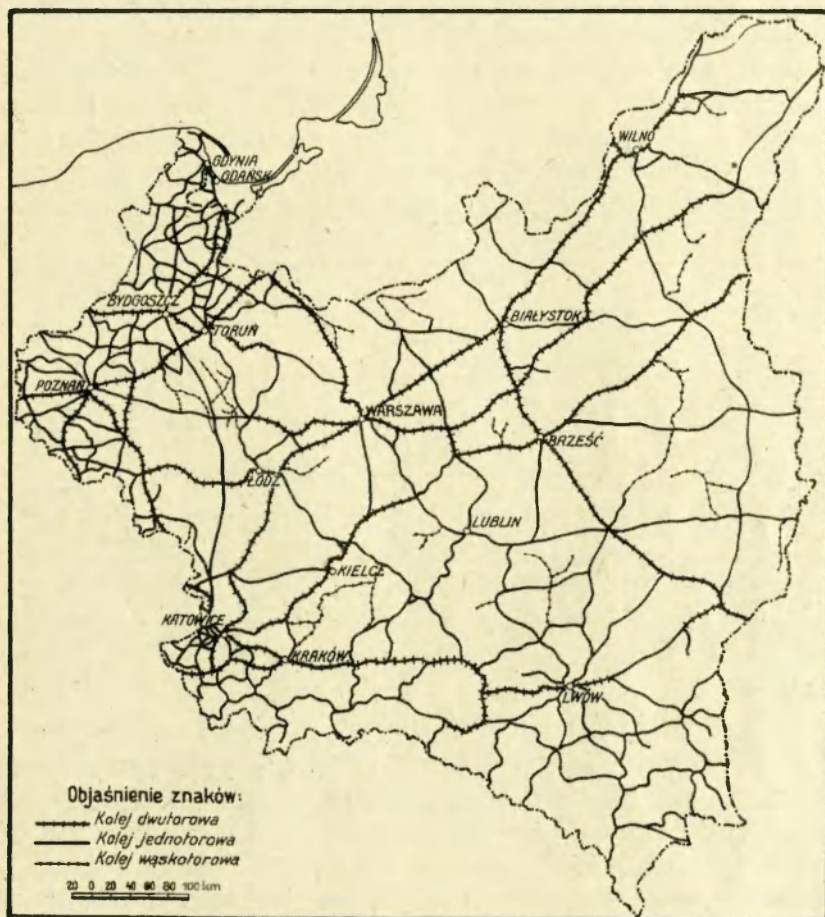 WILNO
GDYNIA
GDAŃSK
BYDGOSZCZ
TORUŃ
BIAŁYSTOK
POZNAŃ
WARSZAWA
BRZEŚĆ
ŁÓDŹ
LUBLIN
KIELCE
KATOWICE
KRAKÓW
LWÓW
Objaśnienie znaków:
Kolej dwutorowa
Kolej jednotorowa
Kolej wąskotorowa
20 0 20 40 60 80 100 km